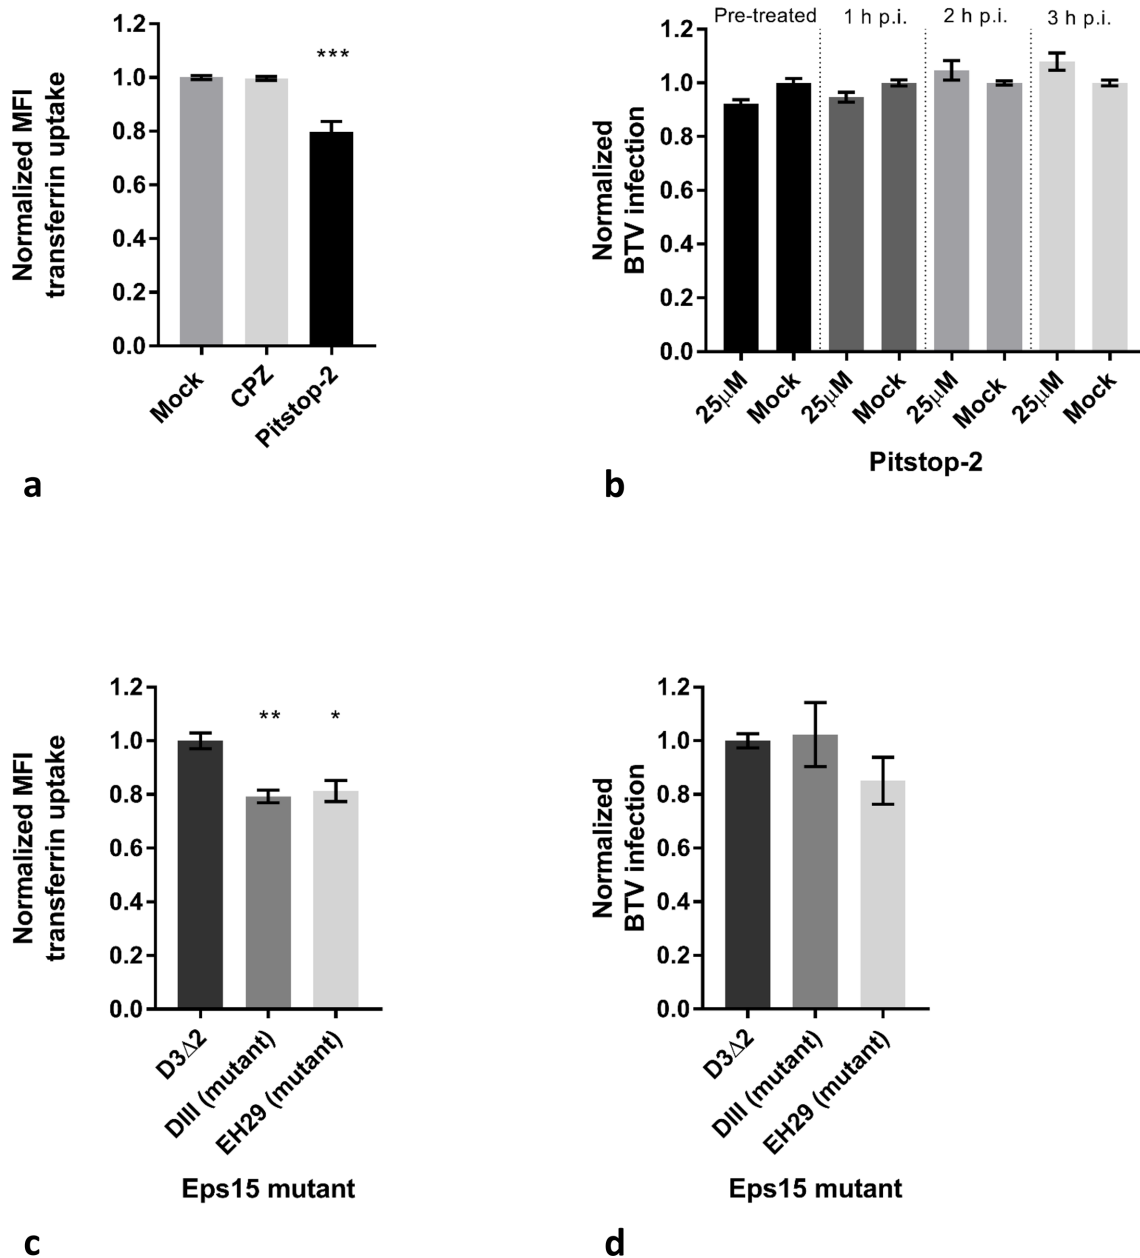 Normalized MFI
transferrin uptake
1.2
1.0
0.8
0.6
0.4
0.2
0.0
***
Mock
CPZ
Pitstop-2
a
Pre-treated
1 h p.i.
2 h p.i.
3 h p.i.
Normalized
BTV infection
1.2
1.0
0.8
0.6
0.4
0.2
0.0
25μM
Mock
25μM
Mock
25μM
Mock
25μM
Mock
Pitstop-2
b
Normalized MFI
transferrin uptake
1.2
1.0
0.8
0.6
0.4
0.2
0.0
**
*
D3Δ2
DIII (mutant)
EH29 (mutant)
Eps15 mutant
c
Normalized
BTV infection
1.2
1.0
0.8
0.6
0.4
0.2
0.0
D3Δ2
DIII (mutant)
EH29 (mutant)
Eps15 mutant
d